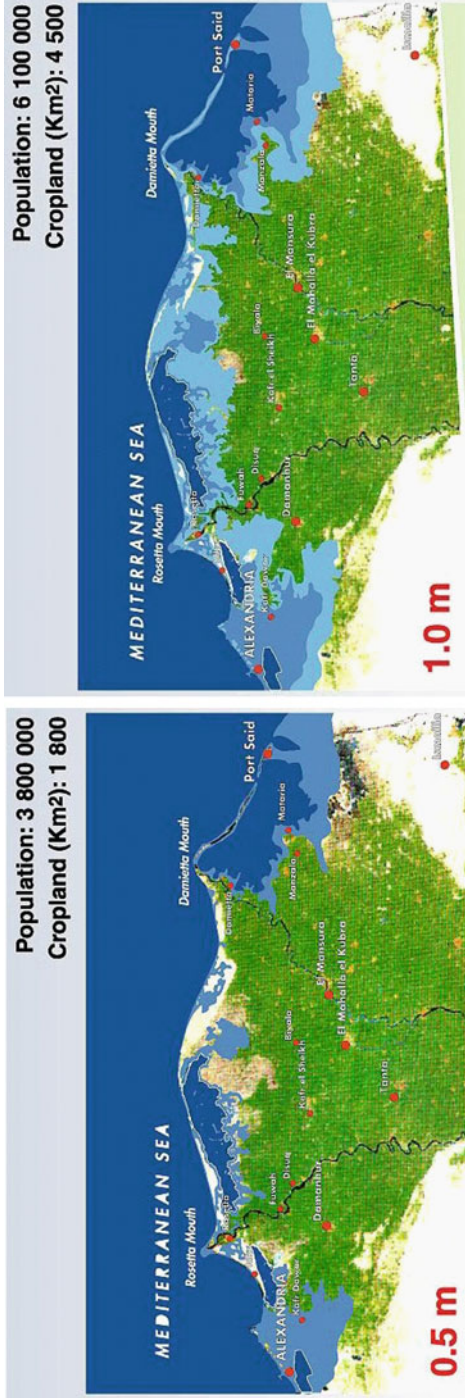 Population: 3 800 000
Cropland (Km2): 1 800
MEDITERRANEAN SEA
Rosetta Mouth
Damietta Mouth
Port Said
Damietta
ALEXANDRIA
Kafr Dawar
Fuwah
Disuq
Biyala
Mataria
Manzala
Kafr el Sheikh
Damanhur
El Mansura
El Mahalla el Kubra
Tanta
0.5 m
Population: 6 100 000
Cropland (Km2): 4 500
MEDITERRANEAN SEA
Rosetta Mouth
Damietta Mouth
Port Said
ALEXANDRIA
Kafr Dawar
Fuwah
Disuq
Biyala
Mataria
Manzala
Kafr el Sheikh
Damanhur
El Mansura
El Mahalla el Kubra
Tanta
1.0 m